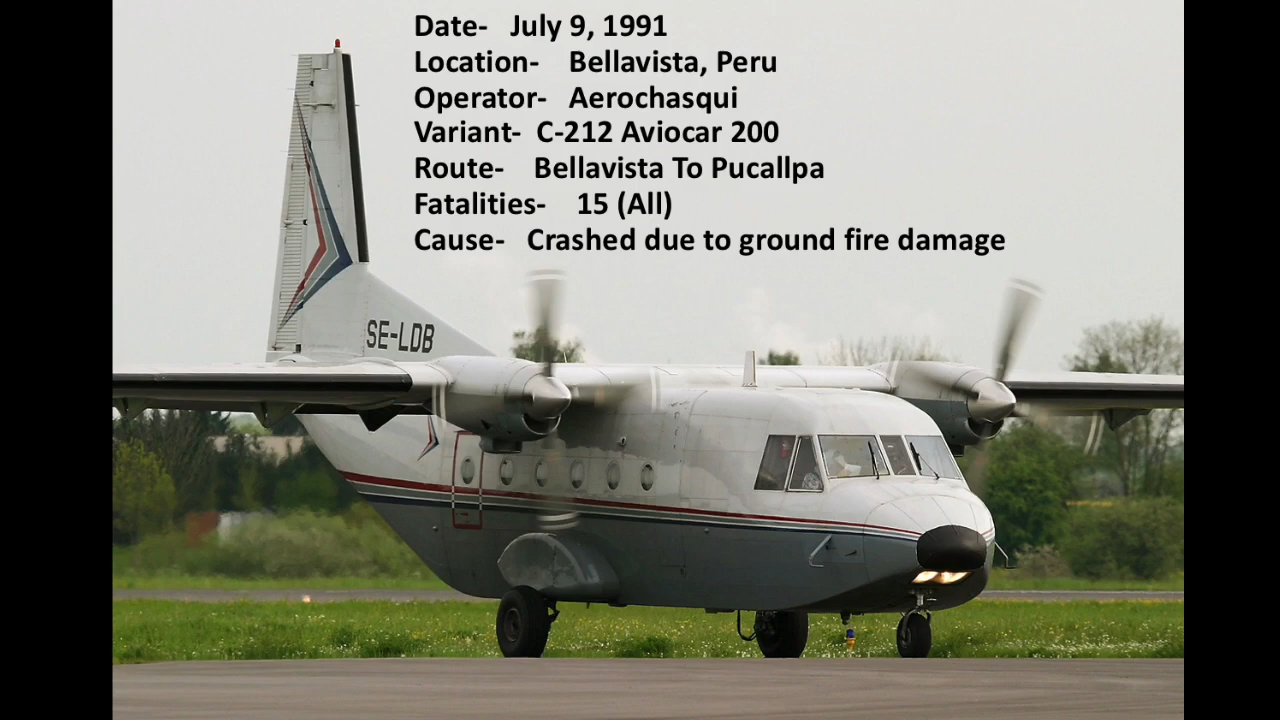 Date- July 9, 1991
Location- Bellavista, Peru
Operator- Aerochasqui
Variant- C-212 Aviocar 200
Route- Bellavista To Pucallpa
Fatalities- 15 (All)
Cause- Crashed due to ground fire damage
SE-LDB